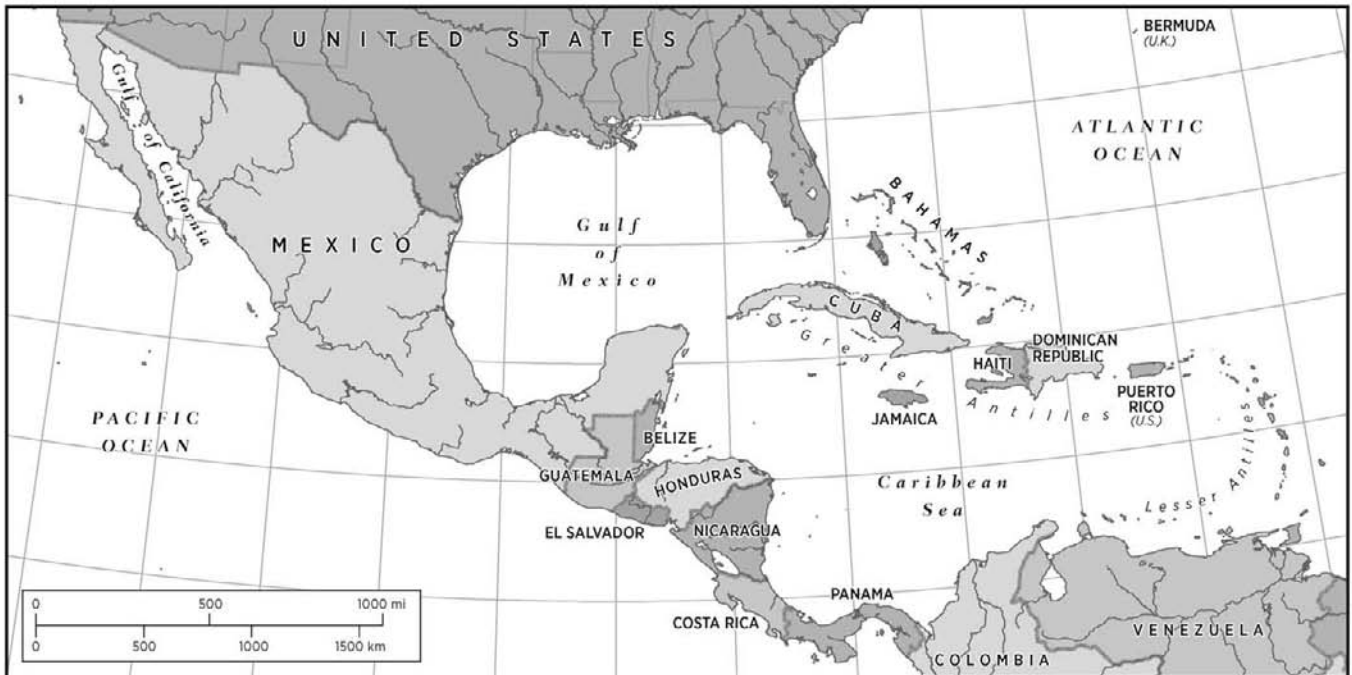 UNITED STATES
BERMUDA
(U.K.)
Gulf of California
ATLANTIC
OCEAN
BAHAMAS
MEXICO
Gulf
of
Mexico
CUBA
Greater Antilles
DOMINICAN
REPUBLIC
HAITI
PUERTO
RICO
(U.S.)
JAMAICA
PACIFIC
OCEAN
BELIZE
GUATEMALA
HONDURAS
Caribbean
Sea
Lesser Antilles
EL SALVADOR
NICARAGUA
PANAMA
COSTA RICA
VENEZUELA
COLOMBIA
0 500 1000 mi
0 500 1000 1500 km